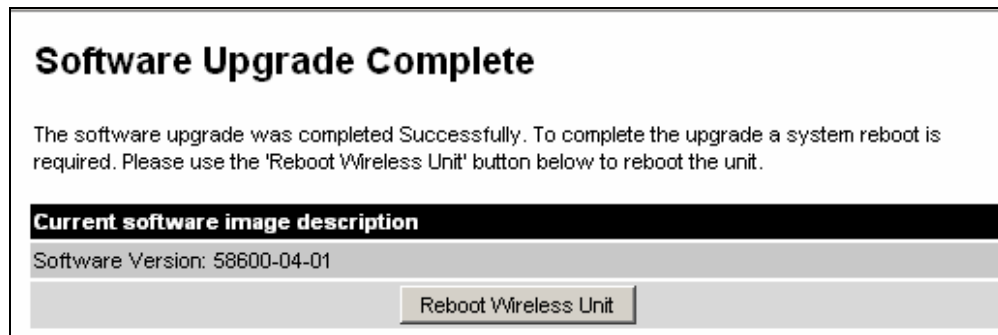 Software Upgrade Complete
The software upgrade was completed Successfully. To complete the upgrade a system reboot is
required. Please use the 'Reboot Wireless Unit' button below to reboot the unit.
Current software image description
Software Version: 58600-04-01
Reboot Wireless Unit